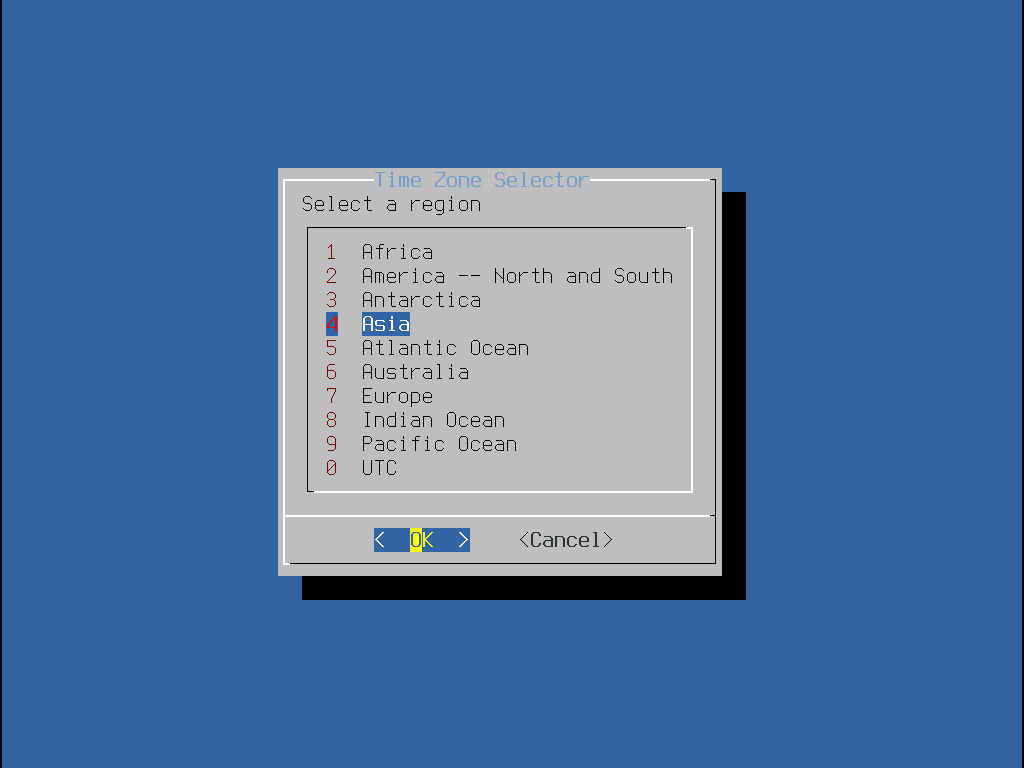 Time Zone Selector
Select a region
1 Africa
2 America -- North and South
3 Antarctica
4 Asia
5 Atlantic Ocean
6 Australia
7 Europe
8 Indian Ocean
9 Pacific Ocean
0 UTC
< OK > <Cancel>